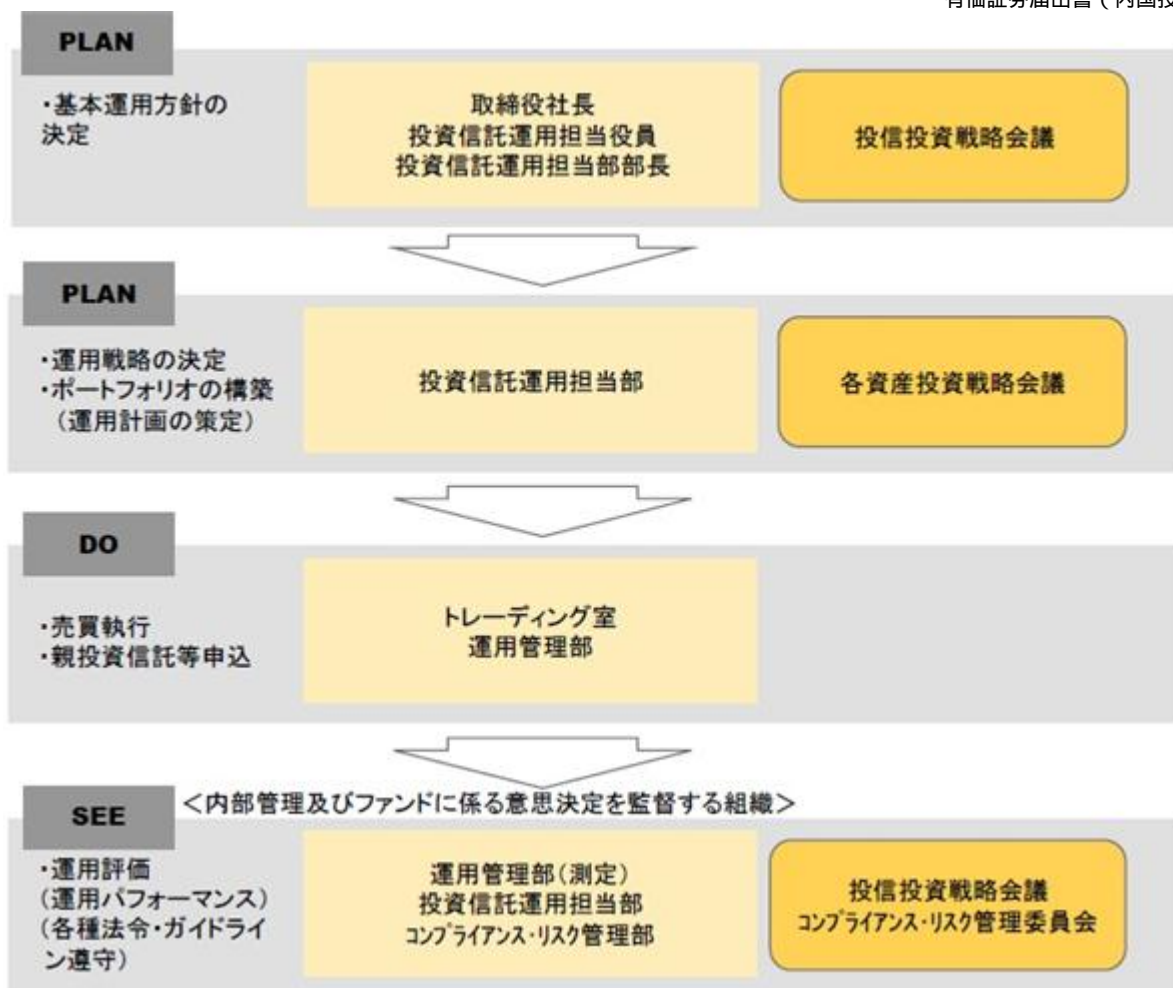 PLAN
・基本運用方針の
決定
取締役社長
投資信託運用担当役員
投資信託運用担当部部長
投信投資戦略会議
PLAN
・運用戦略の決定
・ポートフォリオの構築
（運用計画の策定）
投資信託運用担当部
各資産投資戦略会議
DO
・売買執行
・親投資信託等申込
トレーディング室
運用管理部
SEE
＜内部管理及びファンドに係る意思決定を監督する組織＞
・運用評価
(運用パフォーマンス)
(各種法令・ガイドライ
ン遵守）
運用管理部（測定）
投資信託運用担当部
ｺﾝﾌﾟﾗｲｱﾝｽ・ﾘｽｸ管理部
投信投資戦略会議
ｺﾝﾌﾟﾗｲｱﾝｽ・ﾘｽｸ管理委員会